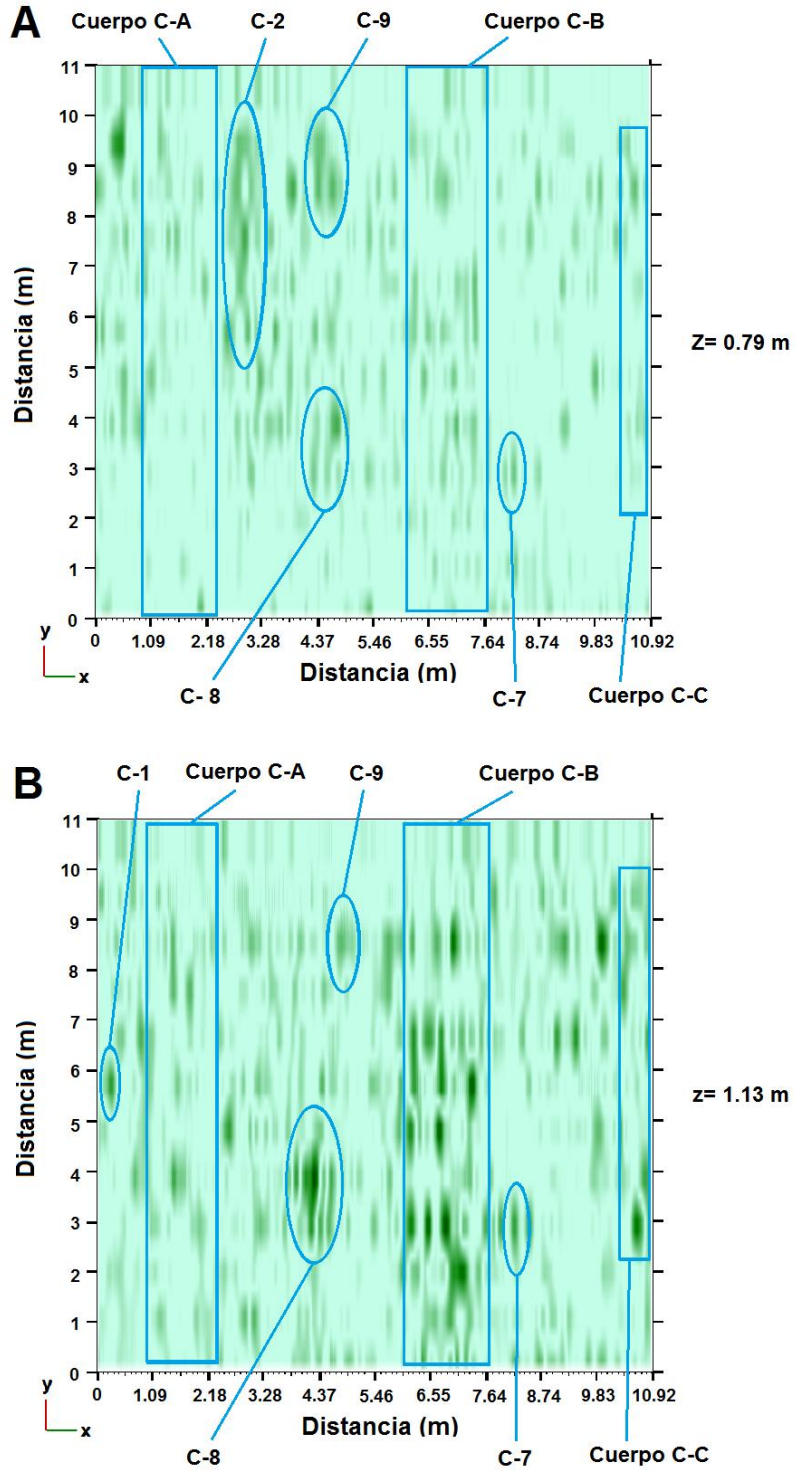 A
Cuerpo C-A
C-2
C-9
Cuerpo C-B
11
10
9
8
7
6
5
4
3
2
1
0
Distancia (m)
Z= 0.79 m
0 1.09 2.18 3.28 4.37 5.46 6.55 7.64 8.74 9.83 10.92
y
x
Distancia (m)
C- 8
C-7
Cuerpo C-C
B
C-1
Cuerpo C-A
C-9
Cuerpo C-B
11
10
9
8
7
6
5
4
3
2
1
0
Distancia (m)
z= 1.13 m
0 1.09 2.18 3.28 4.37 5.46 6.55 7.64 8.74 9.83 10.92
y
x
Distancia (m)
C-8
C-7
Cuerpo C-C